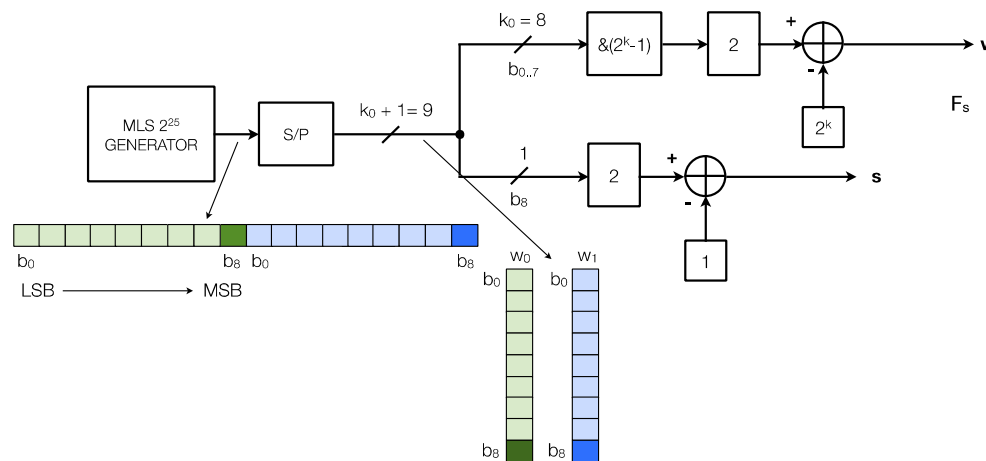 k₀ = 8
b₀..₇
&(2ᵏ-1)
2
+
-
2ᵏ
v
Fₛ
MLS 2²⁵
GENERATOR
S/P
k₀ + 1= 9
1
b₈
2
+
-
1
s
b₀
b₈
b₀
b₈
LSB
MSB
w₀
w₁
b₀
b₀
b₈
b₈